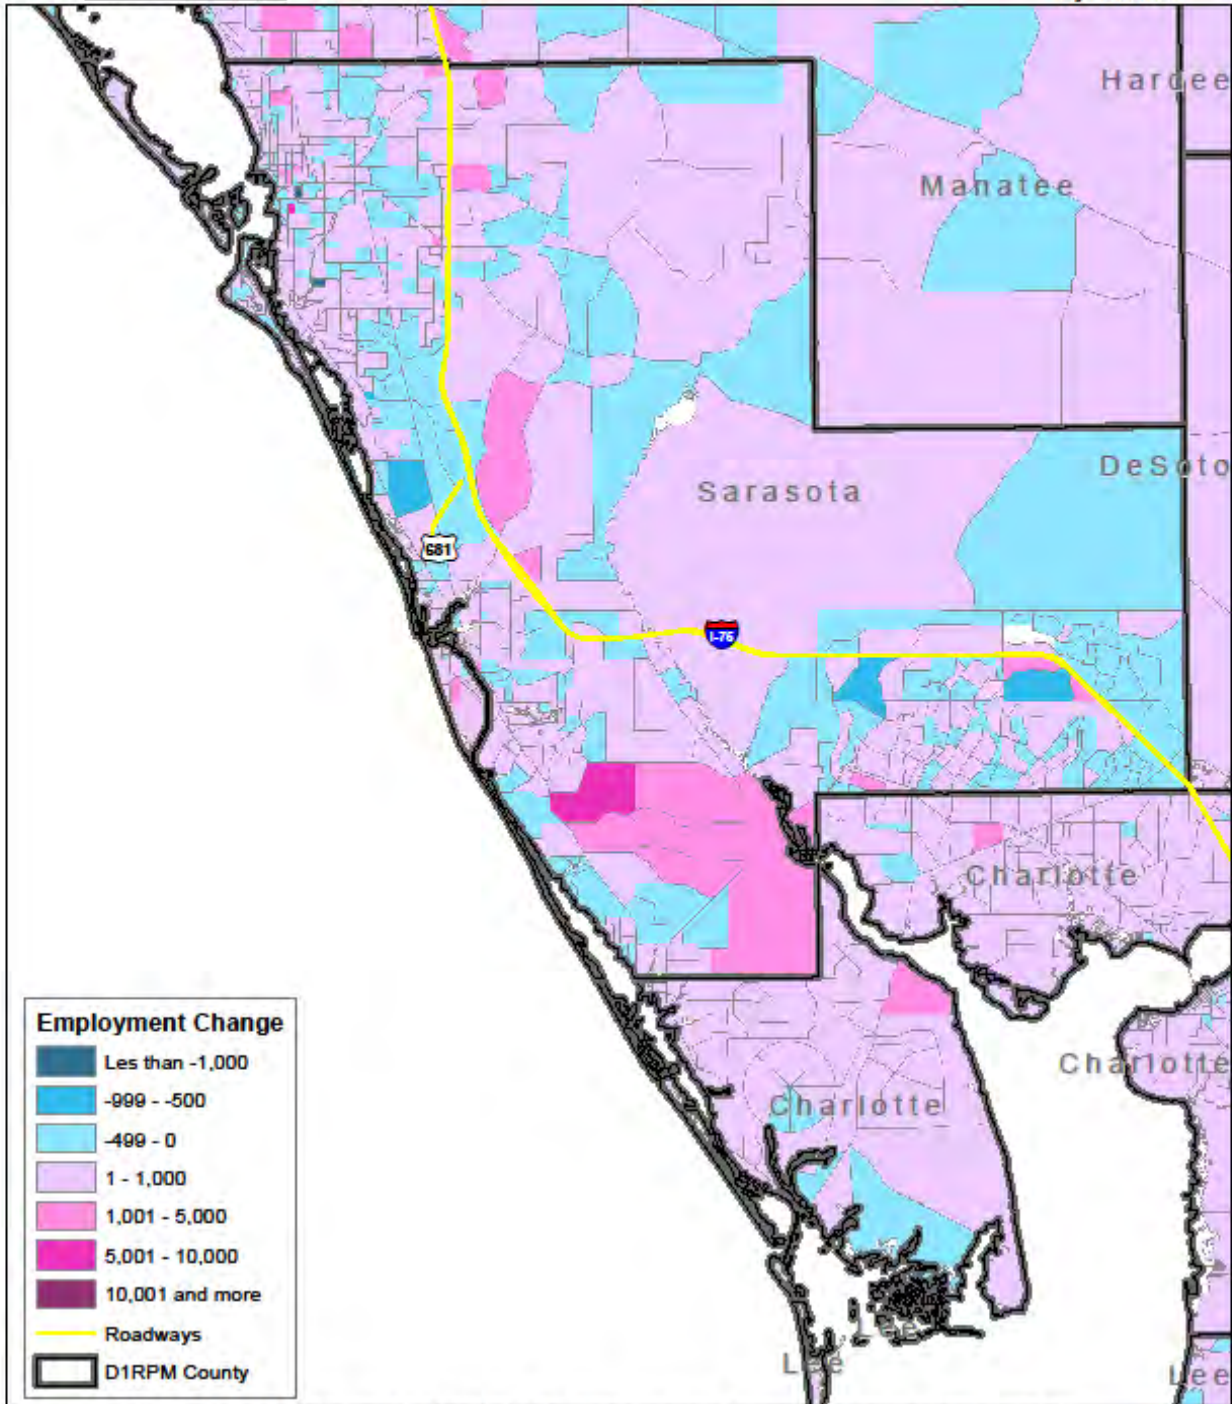 Hardee
Manatee
DeSoto
Sarasota
681
I-75
Charlotte
Charlotte
Charlotte
Lee
Lee
Lee
Employment Change
Les than -1,000
-999 - -500
-499 - 0
1 - 1,000
1,001 - 5,000
5,001 - 10,000
10,001 and more
Roadways
D1RPM County